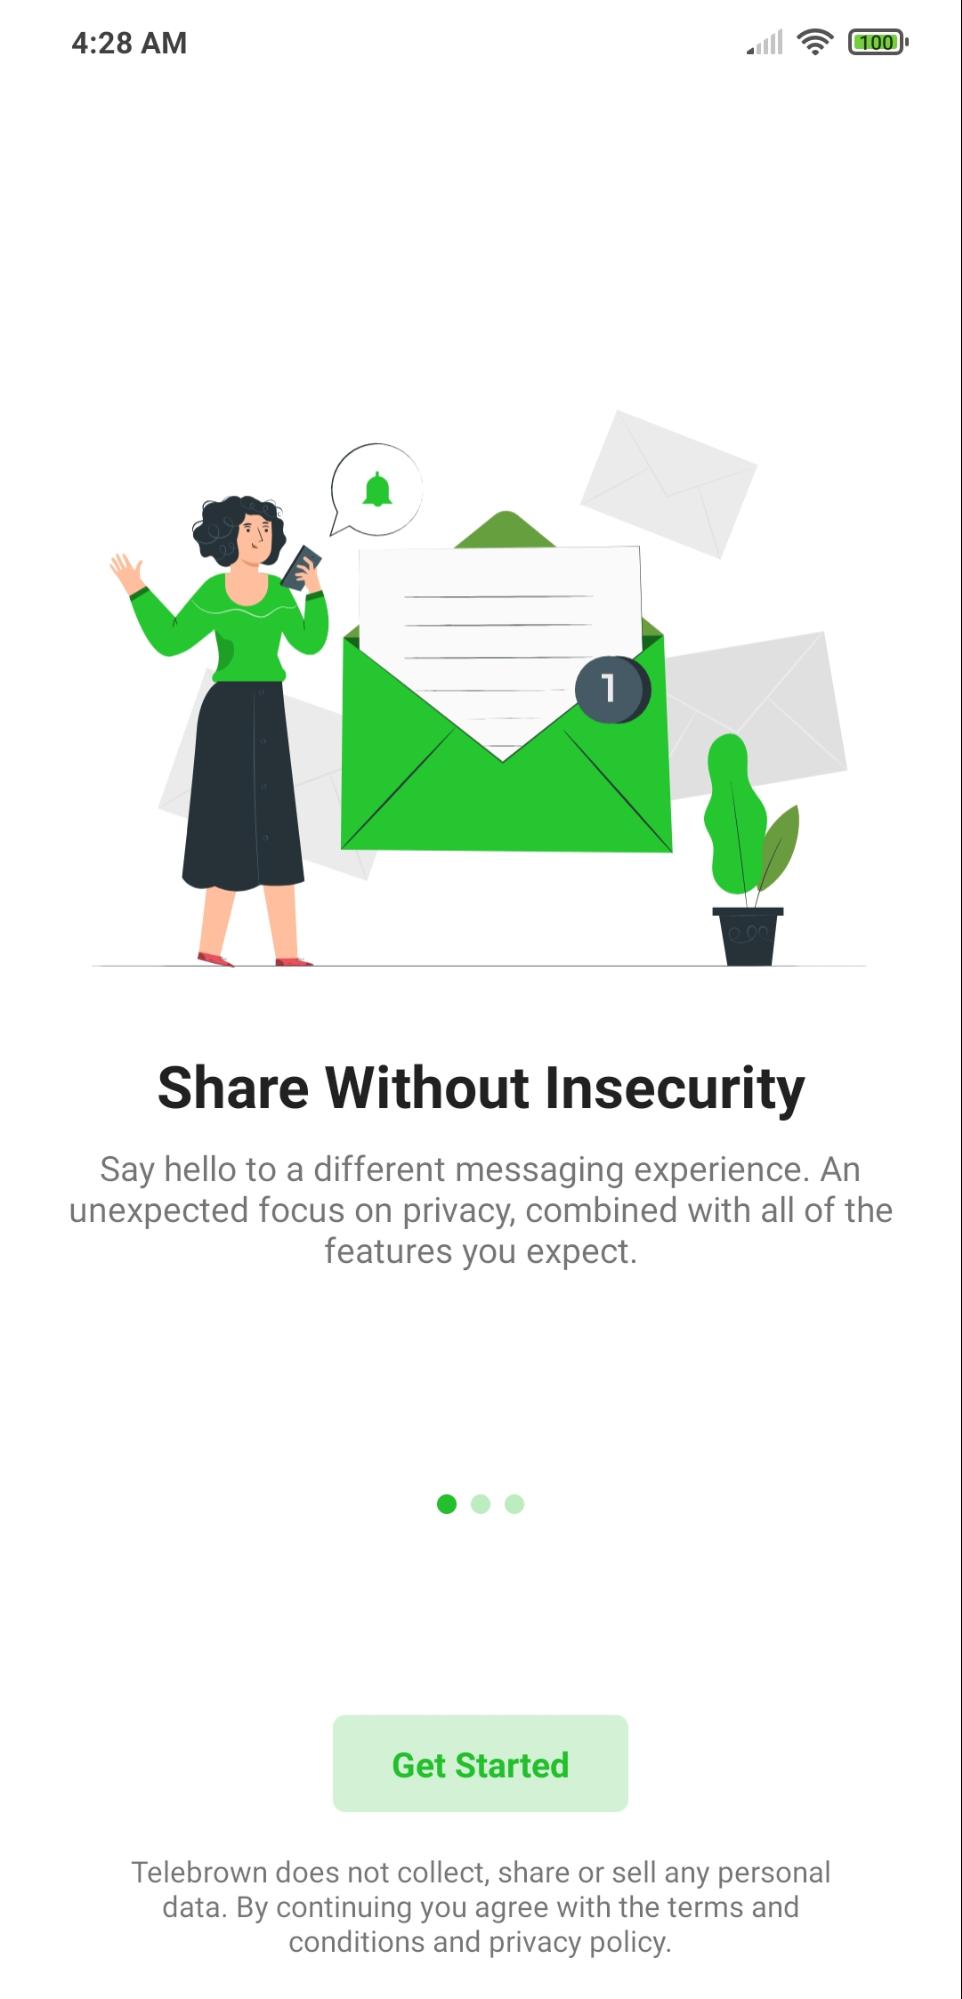 4:28 AM
100
1
Share Without Insecurity
Say hello to a different messaging experience. An
unexpected focus on privacy, combined with all of the
features you expect.
Get Started
Telebrown does not collect, share or sell any personal
data. By continuing you agree with the terms and
conditions and privacy policy.